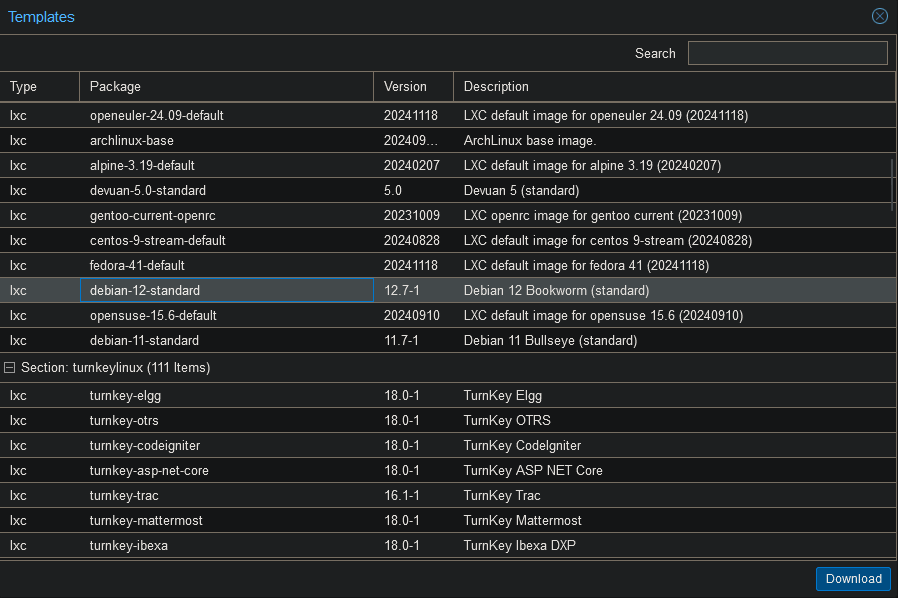 Templates
Search
Type Package Version Description
lxc openeuler-24.09-default 20241118 LXC default image for openeuler 24.09 (20241118)
lxc archlinux-base 202409... ArchLinux base image.
lxc alpine-3.19-default 20240207 LXC default image for alpine 3.19 (20240207)
lxc devuan-5.0-standard 5.0 Devuan 5 (standard)
lxc gentoo-current-openrc 20231009 LXC openrc image for gentoo current (20231009)
lxc centos-9-stream-default 20240828 LXC default image for centos 9-stream (20240828)
lxc fedora-41-default 20241118 LXC default image for fedora 41 (20241118)
lxc debian-12-standard 12.7-1 Debian 12 Bookworm (standard)
lxc opensuse-15.6-default 20240910 LXC default image for opensuse 15.6 (20240910)
lxc debian-11-standard 11.7-1 Debian 11 Bullseye (standard)
Section: turnkeylinux (111 Items)
lxc turnkey-elgg 18.0-1 TurnKey Elgg
lxc turnkey-otrs 18.0-1 TurnKey OTRS
lxc turnkey-codeigniter 18.0-1 TurnKey CodeIgniter
lxc turnkey-asp-net-core 18.0-1 TurnKey ASP NET Core
lxc turnkey-trac 16.1-1 TurnKey Trac
lxc turnkey-mattermost 18.0-1 TurnKey Mattermost
lxc turnkey-ibexa 18.0-1 TurnKey Ibexa DXP
Download